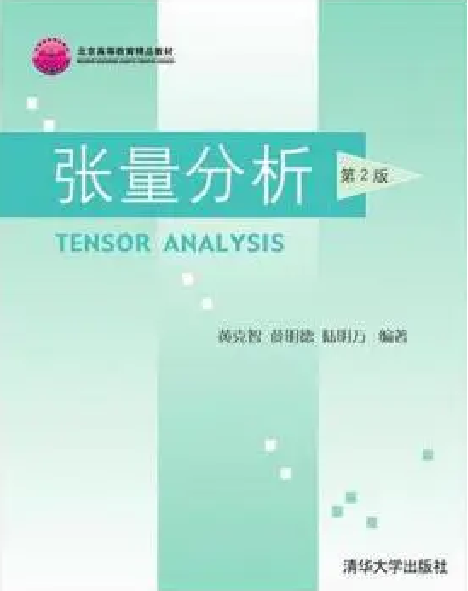 北京高等教育精品教材
张量分析
第2版
TENSOR ANALYSIS
黄克智 薛明德 陆明万 编著
清华大学出版社